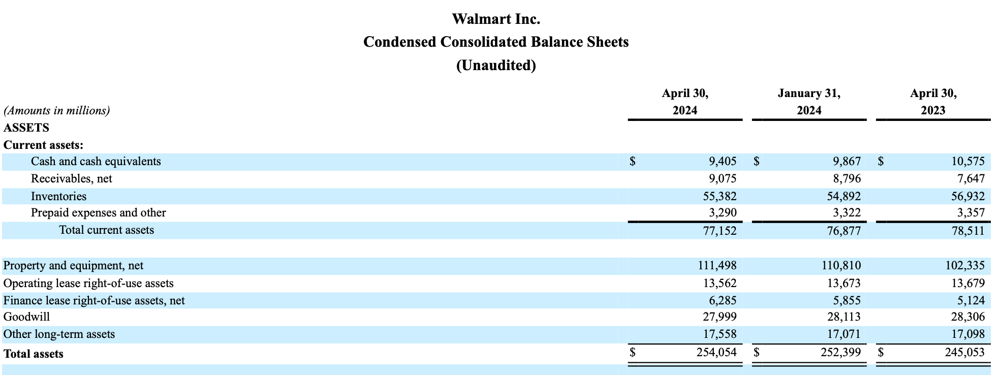 Walmart Inc.
Condensed Consolidated Balance Sheets
(Unaudited)
April 30, January 31, April 30,
(Amounts in millions) 2024 2024 2023
ASSETS
Current assets:
Cash and cash equivalents $ 9,405 $ 9,867 $ 10,575
Receivables, net 9,075 8,796 7,647
Inventories 55,382 54,892 56,932
Prepaid expenses and other 3,290 3,322 3,357
Total current assets 77,152 76,877 78,511
Property and equipment, net 111,498 110,810 102,335
Operating lease right-of-use assets 13,562 13,673 13,679
Finance lease right-of-use assets, net 6,285 5,855 5,124
Goodwill 27,999 28,113 28,306
Other long-term assets 17,558 17,071 17,098
Total assets $ 254,054 $ 252,399 $ 245,053